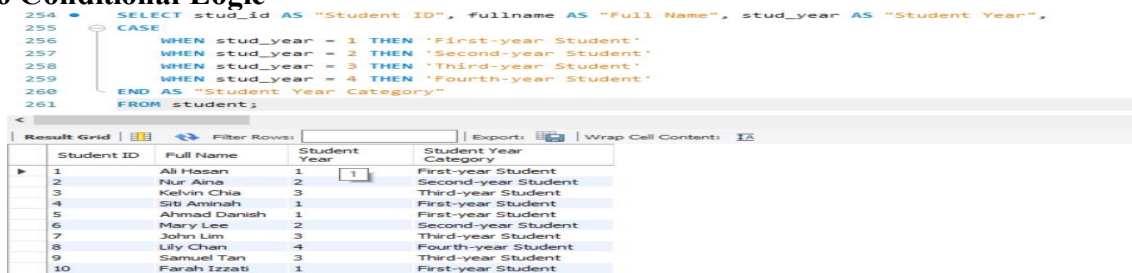 Conditional Logic
254 SELECT stud_id AS "Student ID", fullname AS "Full Name", stud_year AS "Student Year",
255 CASE
256 WHEN stud_year = 1 THEN 'First-year Student'
257 WHEN stud_year = 2 THEN 'Second-year Student'
258 WHEN stud_year = 3 THEN 'Third-year Student'
259 WHEN stud_year = 4 THEN 'Fourth-year Student'
260 END AS "Student Year Category"
261 FROM student;
Result Grid Filter Rows: Export: Wrap Cell Content: IA
Student ID Full Name Student Year Student Year Category
1 Ali Hasan 1 1 First-year Student
2 Nur Aina 2 Second-year Student
3 Kelvin Chia 3 Third-year Student
4 Siti Aminah 1 First-year Student
5 Ahmad Danish 1 First-year Student
6 Mary Lee 2 Second-year Student
7 John Lim 3 Third-year Student
8 Lily Chan 4 Fourth-year Student
9 Samuel Tan 3 Third-year Student
10 Farah Izzati 1 First-year Student